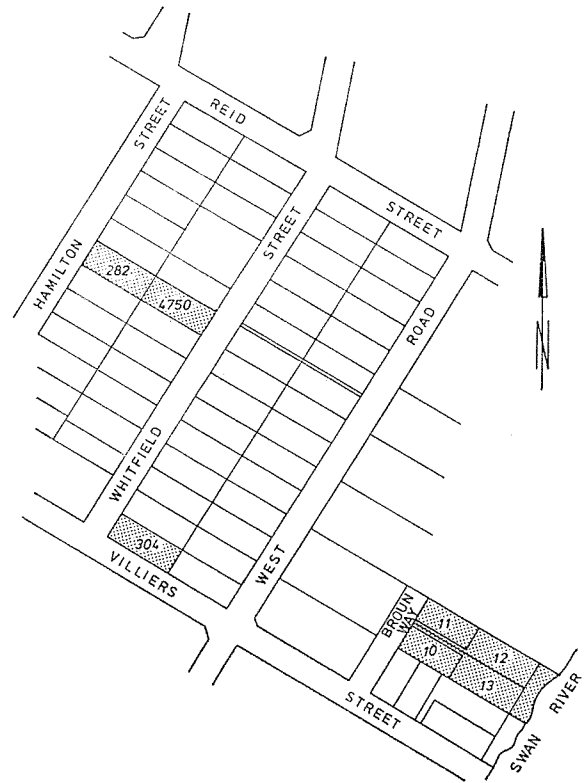 REID
STREET
STREET
STREET
HAMILTON
282
4750
ROAD
N
WHITFIELD
304
VILLIERS
WEST
BROUN
WAY
11
12
10
13
STREET
RIVER
SWAN